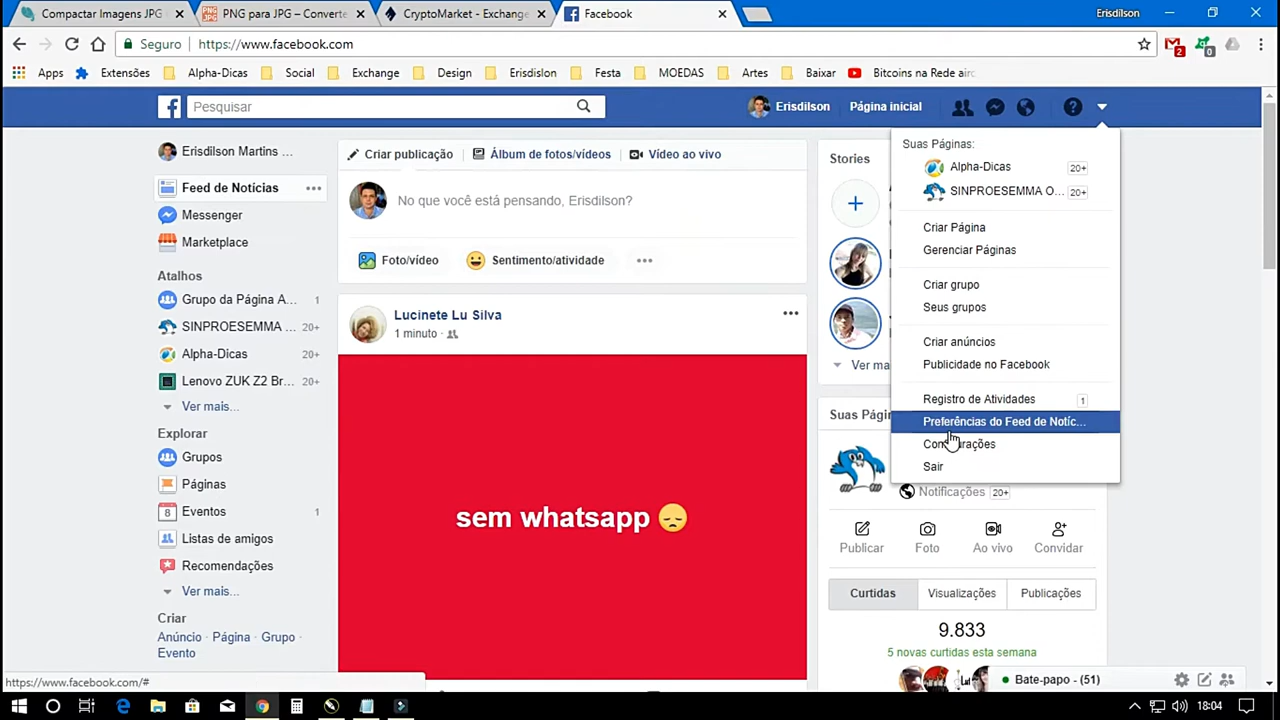 Compactar Imagens JPG
PNG para JPG – Converte
CryptoMarket - Exchange
Facebook
Erisdilson
Seguro
https://www.facebook.com
2
0
Apps
Extensões
Alpha-Dicas
Social
Exchange
Design
Erisdislon
Festa
MOEDAS
Artes
Baixar
Bitcoins na Rede airc
Pesquisar
Erisdilson
Página inicial
Erisdilson Martins ...
Feed de Notícias
Messenger
Marketplace
Atalhos
Grupo da Página A... 1
SINPROESEMMA ... 20+
Alpha-Dicas 20+
Lenovo ZUK Z2 Br... 20+
Ver mais...
Explorar
Grupos
Páginas
8 Eventos 1
Listas de amigos
Recomendações
Ver mais...
Criar
Anúncio · Página · Grupo ·
Evento
https://www.facebook.com/#
Criar publicação
Álbum de fotos/vídeos
Vídeo ao vivo
No que você está pensando, Erisdilson?
Foto/vídeo
Sentimento/atividade
Lucinete Lu Silva
1 minuto ·
sem whatsapp 😞
Stories
Ver ma
Suas Págin
Suas Páginas:
Alpha-Dicas 20+
SINPROESEMMA O... 20+
Criar Página
Gerenciar Páginas
Criar grupo
Seus grupos
Criar anúncios
Publicidade no Facebook
Registro de Atividades 1
Preferências do Feed de Notíc...
Configurações
Sair
Notificações 20+
Publicar
Foto
Ao vivo
Convidar
Curtidas
Visualizações
Publicações
9.833
5 novas curtidas esta semana
Bate-papo - (51)
18:04